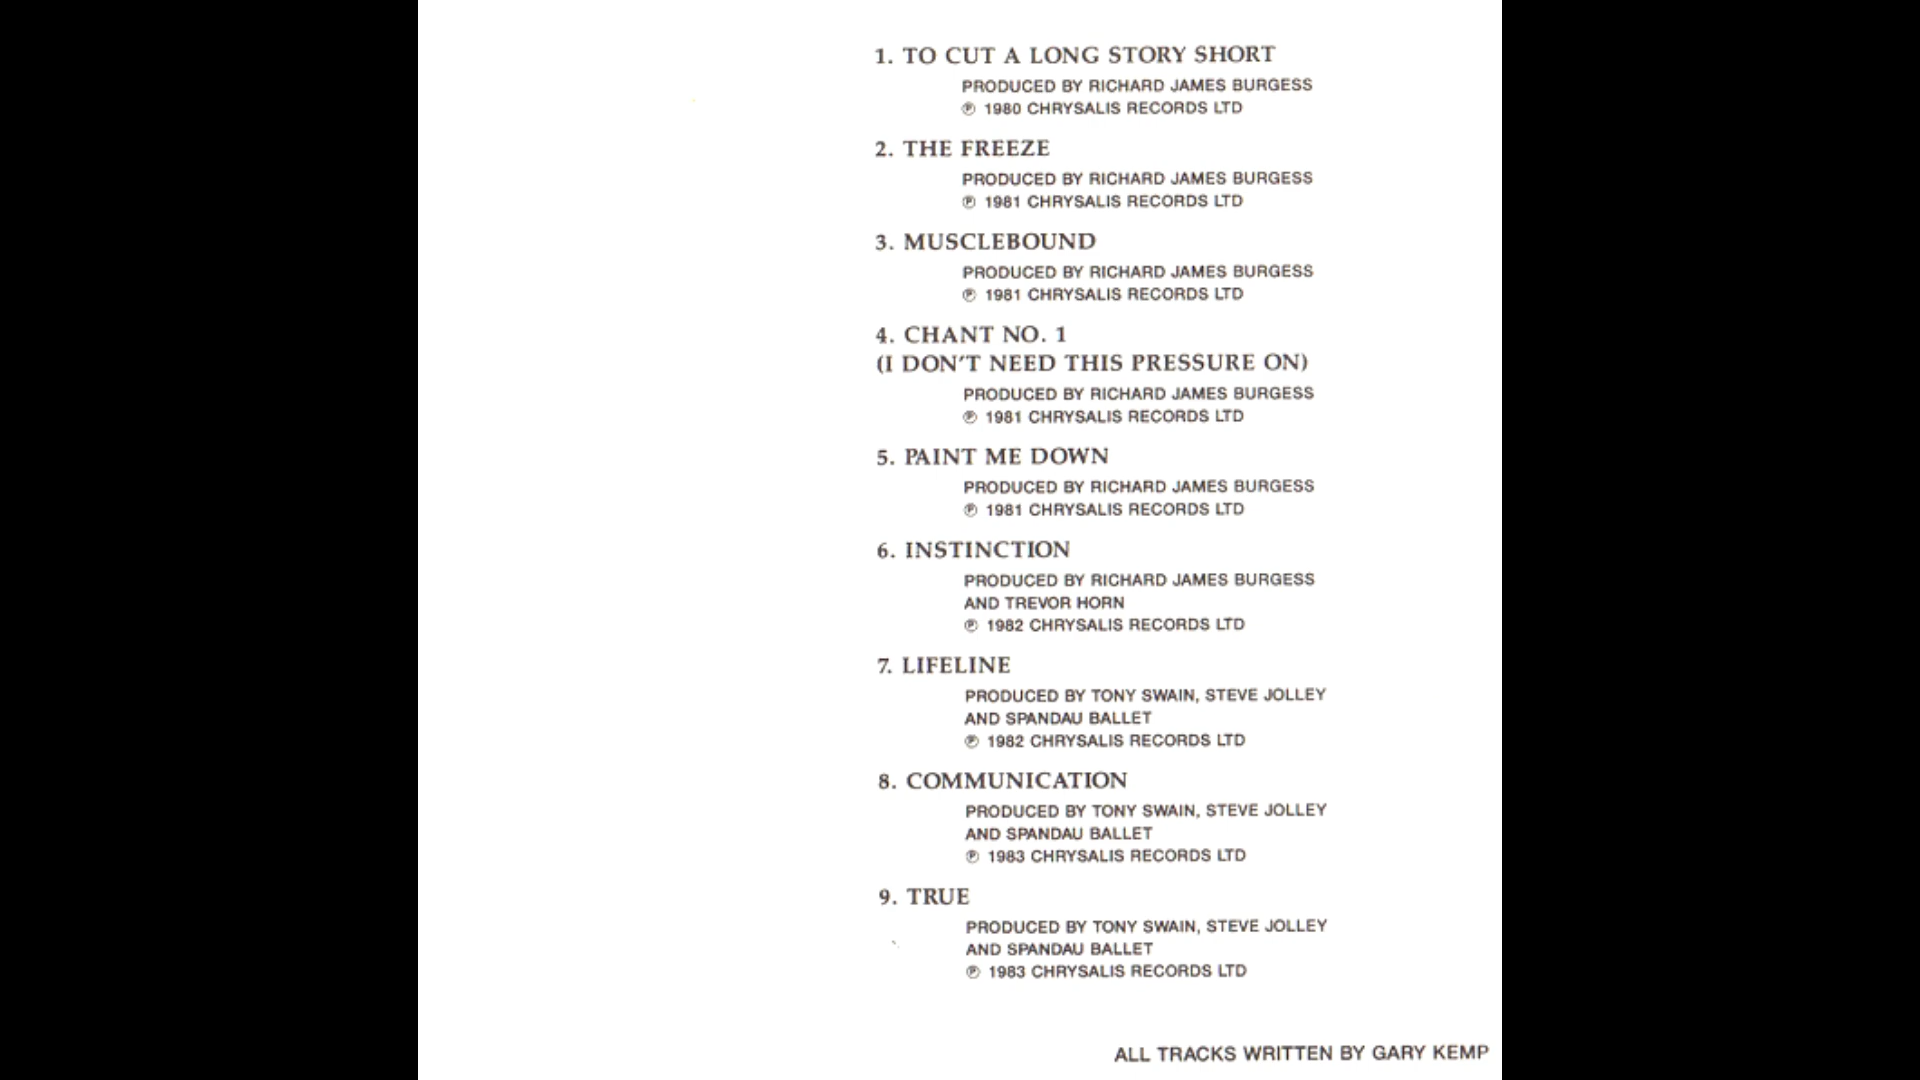 1. TO CUT A LONG STORY SHORT
PRODUCED BY RICHARD JAMES BURGESS
℗ 1980 CHRYSALIS RECORDS LTD
2. THE FREEZE
PRODUCED BY RICHARD JAMES BURGESS
℗ 1981 CHRYSALIS RECORDS LTD
3. MUSCLEBOUND
PRODUCED BY RICHARD JAMES BURGESS
℗ 1981 CHRYSALIS RECORDS LTD
4. CHANT NO. 1
(I DON'T NEED THIS PRESSURE ON)
PRODUCED BY RICHARD JAMES BURGESS
℗ 1981 CHRYSALIS RECORDS LTD
5. PAINT ME DOWN
PRODUCED BY RICHARD JAMES BURGESS
℗ 1981 CHRYSALIS RECORDS LTD
6. INSTINCTION
PRODUCED BY RICHARD JAMES BURGESS
AND TREVOR HORN
℗ 1982 CHRYSALIS RECORDS LTD
7. LIFELINE
PRODUCED BY TONY SWAIN, STEVE JOLLEY
AND SPANDAU BALLET
℗ 1982 CHRYSALIS RECORDS LTD
8. COMMUNICATION
PRODUCED BY TONY SWAIN, STEVE JOLLEY
AND SPANDAU BALLET
℗ 1983 CHRYSALIS RECORDS LTD
9. TRUE
PRODUCED BY TONY SWAIN, STEVE JOLLEY
AND SPANDAU BALLET
℗ 1983 CHRYSALIS RECORDS LTD
ALL TRACKS WRITTEN BY GARY KEMP